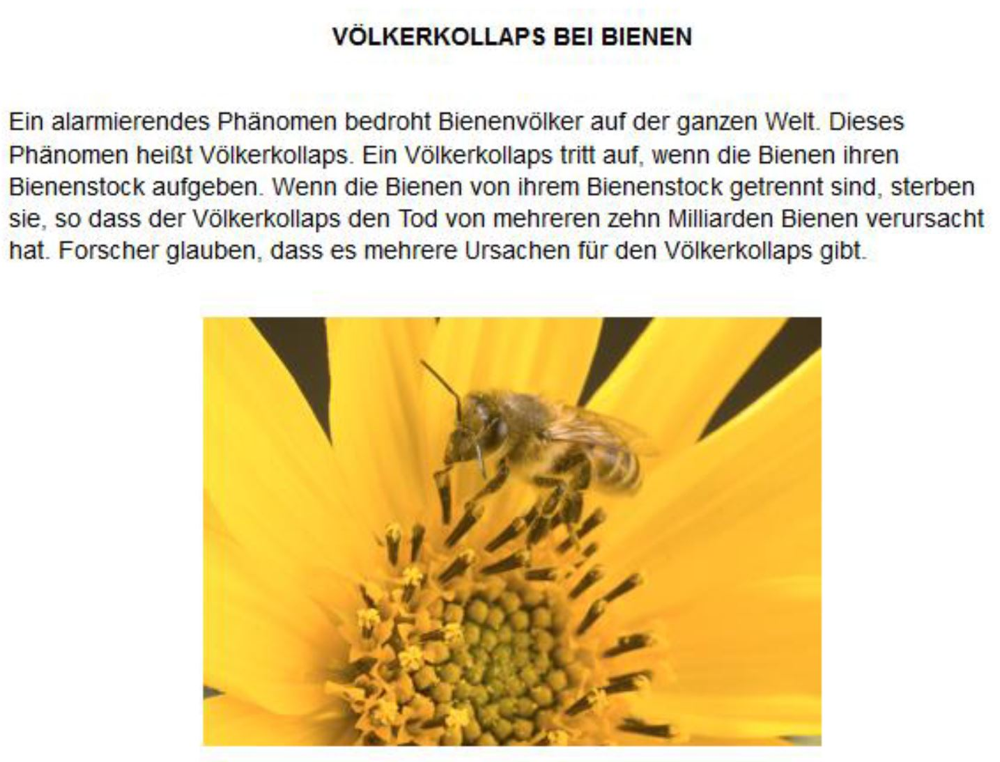 VÖLKERKOLLAPS BEI BIENEN
Ein alarmierendes Phänomen bedroht Bienenvölker auf der ganzen Welt. Dieses
Phänomen heißt Völkerkollaps. Ein Völkerkollaps tritt auf, wenn die Bienen ihren
Bienenstock aufgeben. Wenn die Bienen von ihrem Bienenstock getrennt sind, sterben
sie, so dass der Völkerkollaps den Tod von mehreren zehn Milliarden Bienen verursacht
hat. Forscher glauben, dass es mehrere Ursachen für den Völkerkollaps gibt.